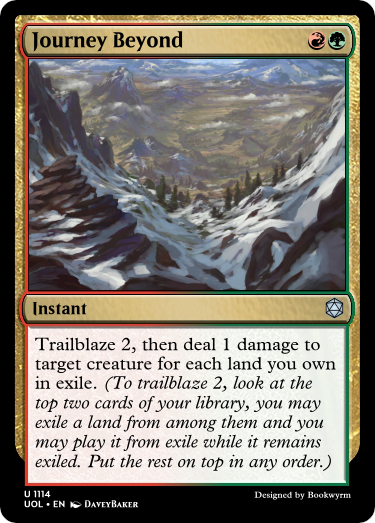 Journey Beyond
Instant
Trailblaze 2, then deal 1 damage to
target creature for each land you own
in exile. (To trailblaze 2, look at the
top two cards of your library, you may
exile a land from among them and you
may play it from exile while it remains
exiled. Put the rest on top in any order.)
U 1114
UOL • EN DaveyBaker
Designed by Bookwyrm